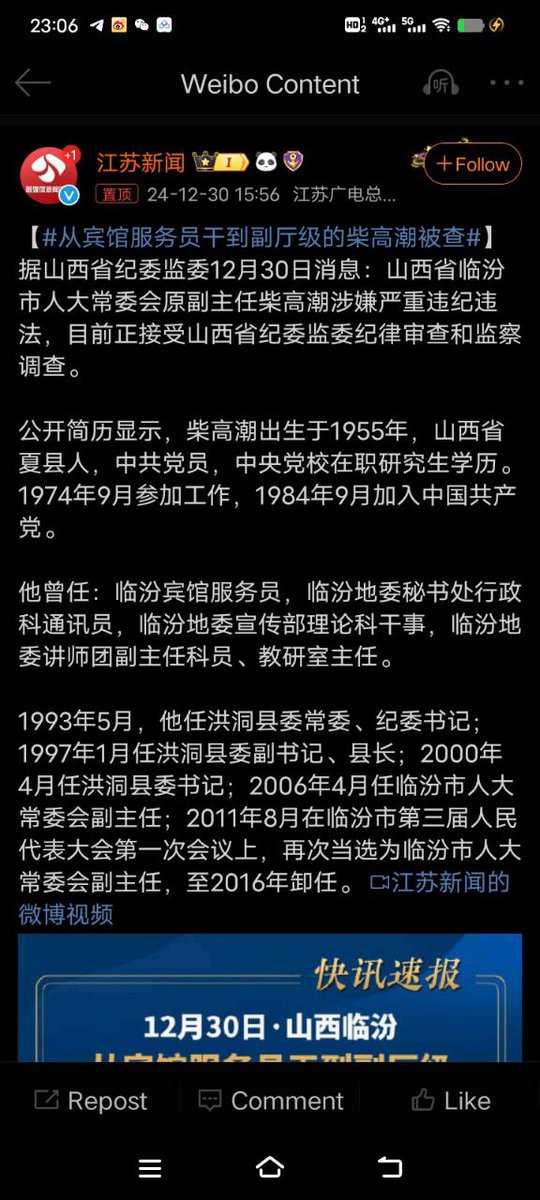 23:06
HD 1 2 4G+ 5G
Weibo Content
听
+1
江苏新闻 I
+Follow
置顶 24-12-30 15:56 江苏广电总...
【#从宾馆服务员干到副厅级的柴高潮被查#】
据山西省纪委监委12月30日消息：山西省临汾
市人大常委会原副主任柴高潮涉嫌严重违纪违
法，目前正接受山西省纪委监委纪律审查和监察
调查。
公开简历显示，柴高潮出生于1955年，山西省
夏县人，中共党员，中央党校在职研究生学历。
1974年9月参加工作，1984年9月加入中国共产
党。
他曾任：临汾宾馆服务员，临汾地委秘书处行政
科通讯员，临汾地委宣传部理论科干事，临汾地
委讲师团副主任科员、教研室主任。
1993年5月，他任洪洞县委常委、纪委书记；
1997年1月任洪洞县委副书记、县长；2000年
4月任洪洞县委书记；2006年4月任临汾市人大
常委会副主任；2011年8月在临汾市第三届人民
代表大会第一次会议上，再次当选为临汾市人大
常委会副主任，至2016年卸任。江苏新闻的
微博视频
快讯速报
12月30日·山西临汾
从宾馆服务员干到副厅级
Repost
Comment
Like